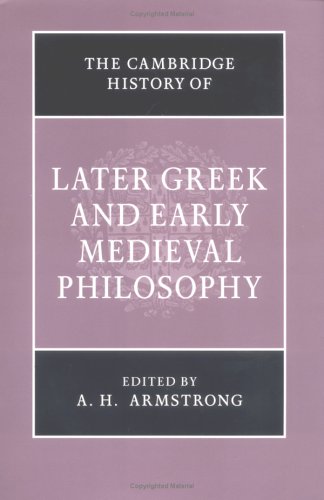 THE CAMBRIDGE
HISTORY OF
LATER GREEK
AND EARLY
MEDIEVAL
PHILOSOPHY
EDITED BY
A. H. ARMSTRONG